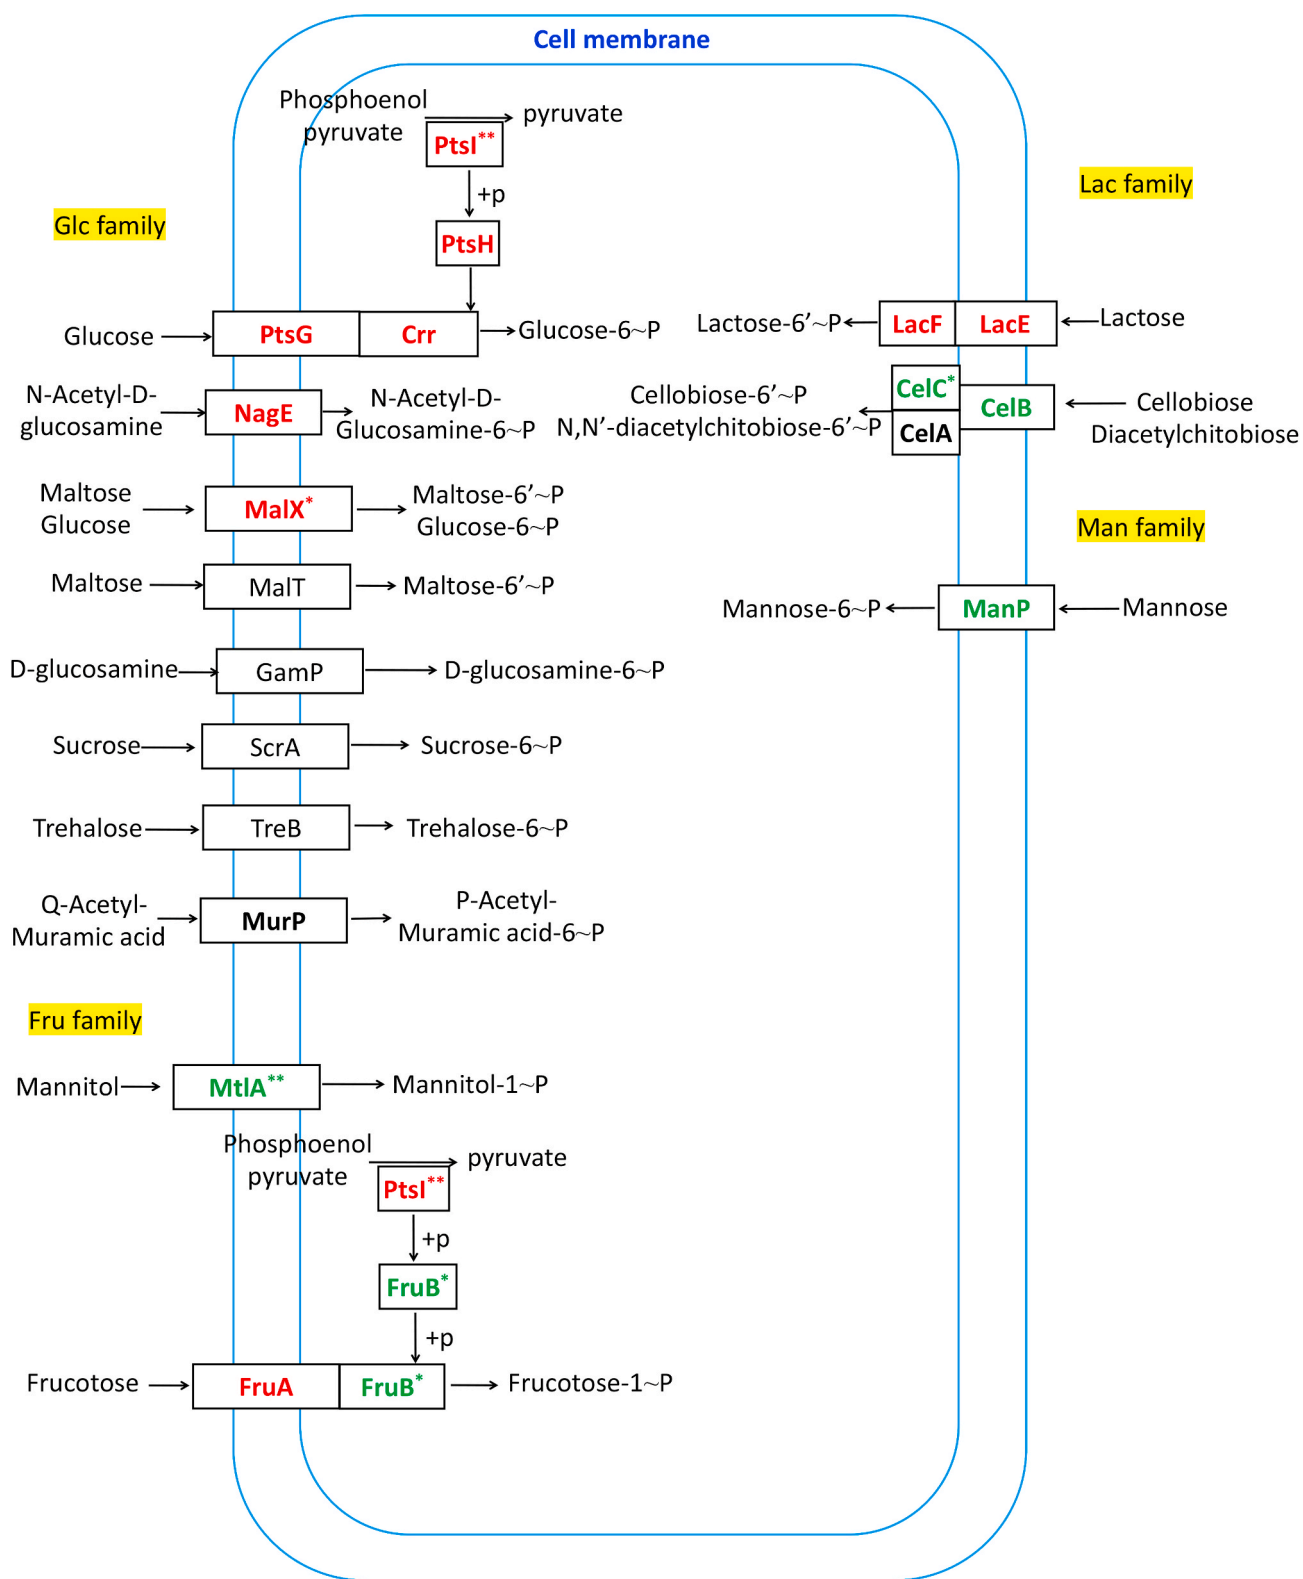 Cell membrane
Phosphoenol
pyruvate
pyruvate
PtsI**
+p
PtsH
Glc family
Glucose
PtsG
Crr
Glucose-6~P
N-Acetyl-D-
glucosamine
NagE
N-Acetyl-D-
Glucosamine-6~P
Maltose
Glucose
MalX*
Maltose-6’~P
Glucose-6~P
Maltose
MalT
Maltose-6’~P
D-glucosamine
GamP
D-glucosamine-6~P
Sucrose
ScrA
Sucrose-6~P
Trehalose
TreB
Trehalose-6~P
Q-Acetyl-
Muramic acid
MurP
P-Acetyl-
Muramic acid-6~P
Fru family
Mannitol
MtlA**
Mannitol-1~P
Phosphoenol
pyruvate
pyruvate
PtsI**
+p
FruB*
+p
Frucotose
FruA
FruB*
Frucotose-1~P
Lac family
Lactose-6’~P
LacF
LacE
Lactose
Cellobiose-6’~P
N,N’-diacetylchitobiose-6’~P
CelC*
CelA
CelB
Cellobiose
Diacetylchitobiose
Man family
Mannose-6~P
ManP
Mannose